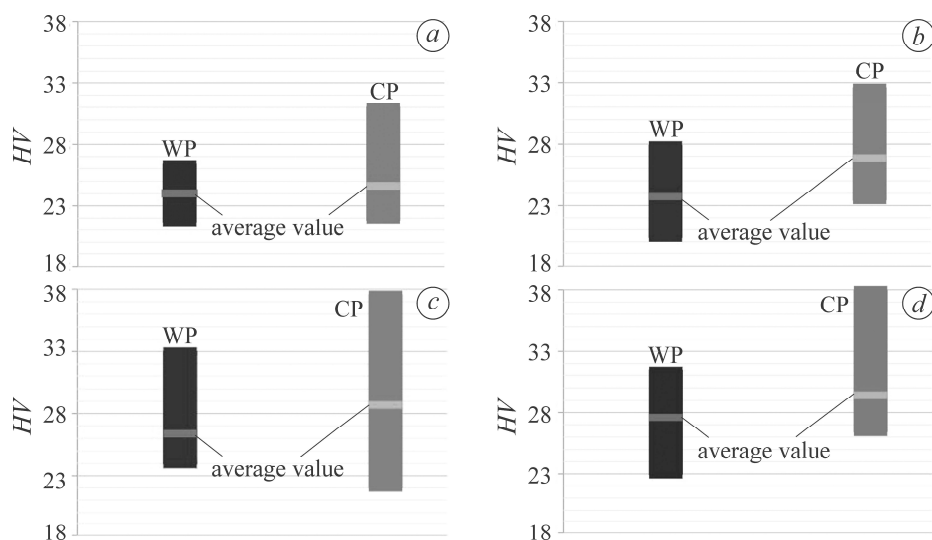 38
33
28
23
18
HV
WP
CP
average value
a
38
33
28
23
18
HV
WP
CP
average value
b
38
33
28
23
18
HV
WP
CP
average value
c
38
33
28
23
18
HV
WP
CP
average value
d